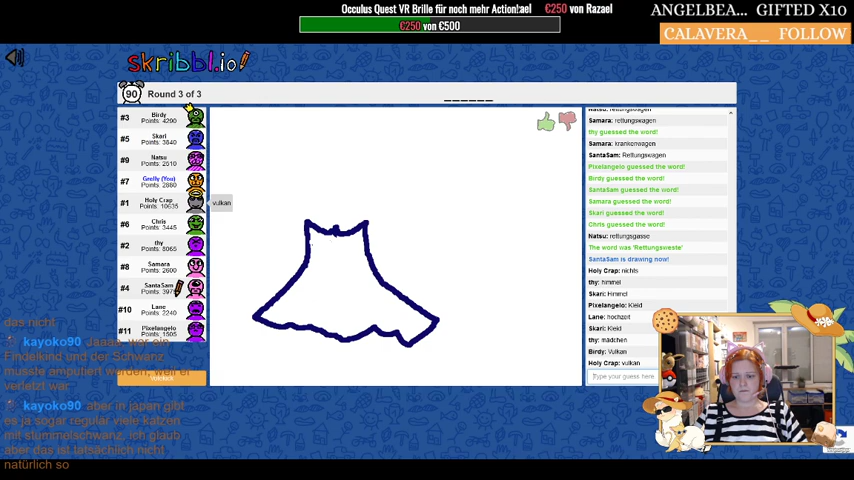 Occulus Quest VR Brille für noch mehr Action!ael €250 von Razael
€250 von €500
ANGELBEA... GIFTED X10
CALAVERA__ FOLLOW
skribbl.io
90 Round 3 of 3
______
#3 Birdy
Points: 4290
#5 Skari
Points: 3840
#9 Natsu
Points: 2510
#7 Grelly (You)
Points: 2880
#1 Holy Crap
Points: 10635
vulkan
#6 Chris
Points: 3445
#2 thy
Points: 8065
#8 Samara
Points: 2600
#4 SantaSam
Points: 3975
#10 Lane
Points: 2240
#11 Pixelangelo
Points: 1505
Natsu: rettungswagen
Samara: rettungswagen
thy guessed the word!
Samara: krankenwagen
SantaSam: Rettungswagen
Pixelangelo guessed the word!
Birdy guessed the word!
SantaSam guessed the word!
Samara guessed the word!
Skari guessed the word!
Chris guessed the word!
Natsu: rettungsgasse
The word was 'Rettungsweste'
SantaSam is drawing now!
Holy Crap: nichts
thy: himmel
Skari: Himmel
Pixelangelo: Kleid
Lane: hochzeit
Skari: Kleid
thy: mädchen
Birdy: Vulkan
Holy Crap: vulkan
Type your guess here
das nicht
kayoko90 Jaaaa, war ein
Findelkind und der Schwanz
musste amputiert werden, weil er
verletzt war
kayoko90 aber in japan gibt
es ja sogar regulär viele katzen
mit stummelschwanz, ich glaub
aber das ist tatsächlich nicht
natürlich so